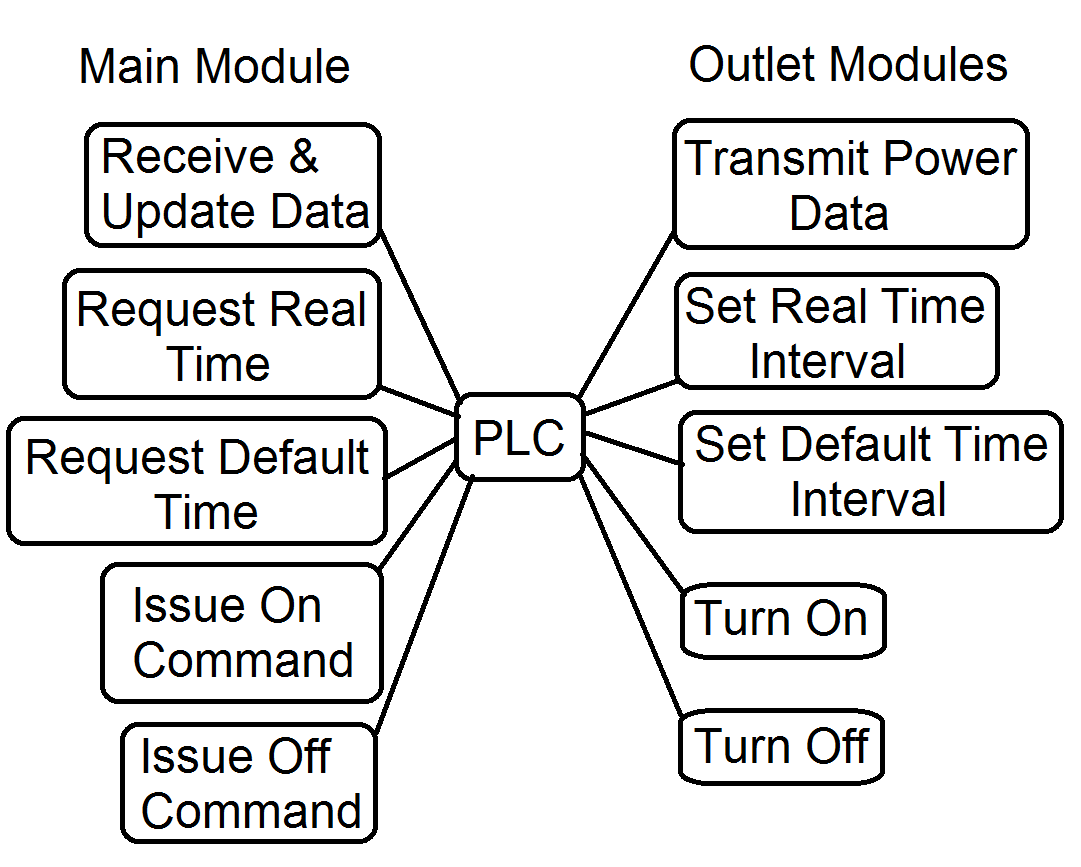 Main Module
Receive &
Update Data
Request Real
Time
Request Default
Time
Issue On
Command
Issue Off
Command
PLC
Outlet Modules
Transmit Power
Data
Set Real Time
Interval
Set Default Time
Interval
Turn On
Turn Off